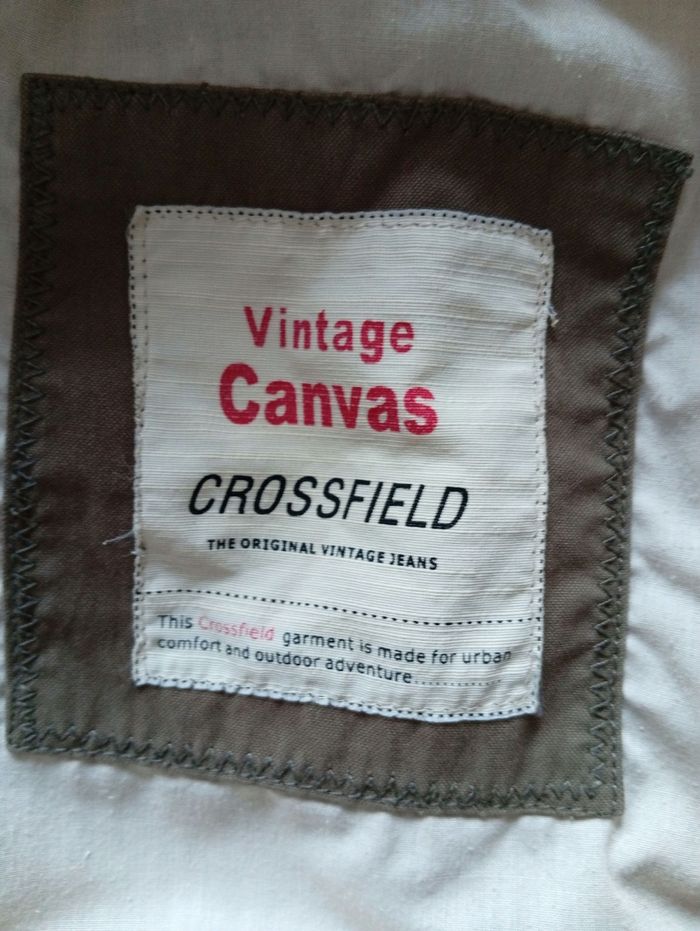 Vintage
Canvas
CROSSFIELD
THE ORIGINAL VINTAGE JEANS
This Crossfield garment is made for urban
comfort and outdoor adventure............